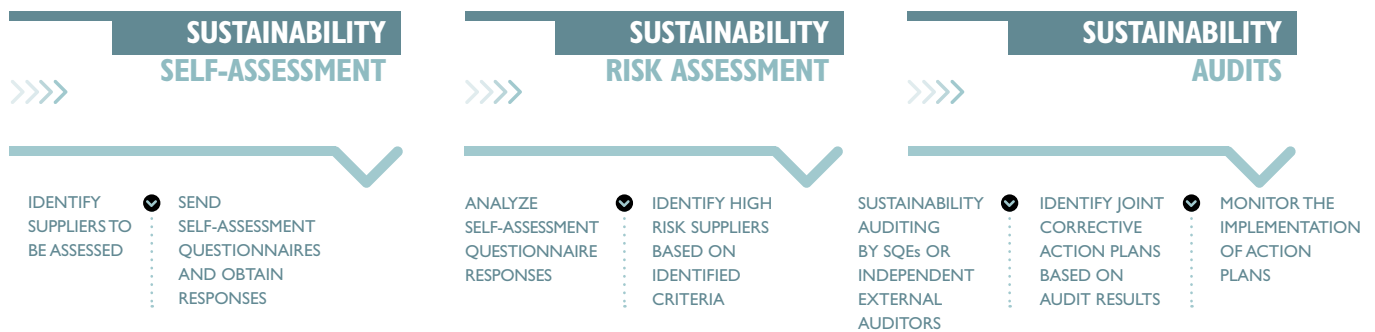 SUSTAINABILITY
SELF-ASSESSMENT
IDENTIFY
SUPPLIERS TO
BE ASSESSED
SEND
SELF-ASSESSMENT
QUESTIONNAIRES
AND OBTAIN
RESPONSES
SUSTAINABILITY
RISK ASSESSMENT
ANALYZE
SELF-ASSESSMENT
QUESTIONNAIRE
RESPONSES
IDENTIFY HIGH
RISK SUPPLIERS
BASED ON
IDENTIFIED
CRITERIA
SUSTAINABILITY
AUDITS
SUSTAINABILITY
AUDITING
BY SQEs OR
INDEPENDENT
EXTERNAL
AUDITORS
IDENTIFY JOINT
CORRECTIVE
ACTION PLANS
BASED ON
AUDIT RESULTS
MONITOR THE
IMPLEMENTATION
OF ACTION
PLANS